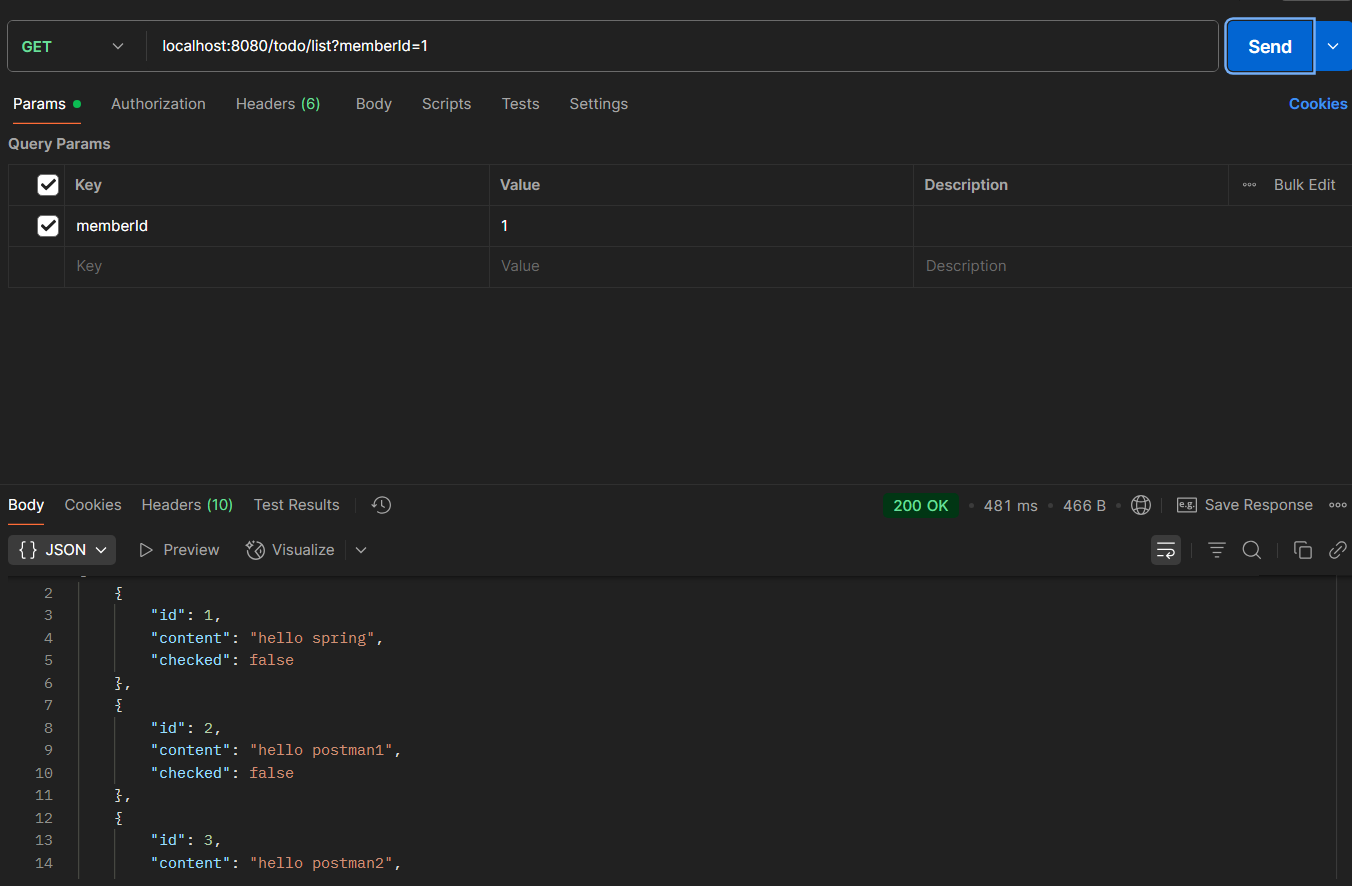 GET localhost:8080/todo/list?memberId=1 Send
Params Authorization Headers (6) Body Scripts Tests Settings Cookies
Query Params
Key Value Description Bulk Edit
memberId 1
Key Value Description
Body Cookies Headers (10) Test Results 200 OK • 481 ms • 466 B • e.g. Save Response
{} JSON Preview Visualize
2 {
3 "id": 1,
4 "content": "hello spring",
5 "checked": false
6 },
7 {
8 "id": 2,
9 "content": "hello postman1",
10 "checked": false
11 },
12 {
13 "id": 3,
14 "content": "hello postman2",